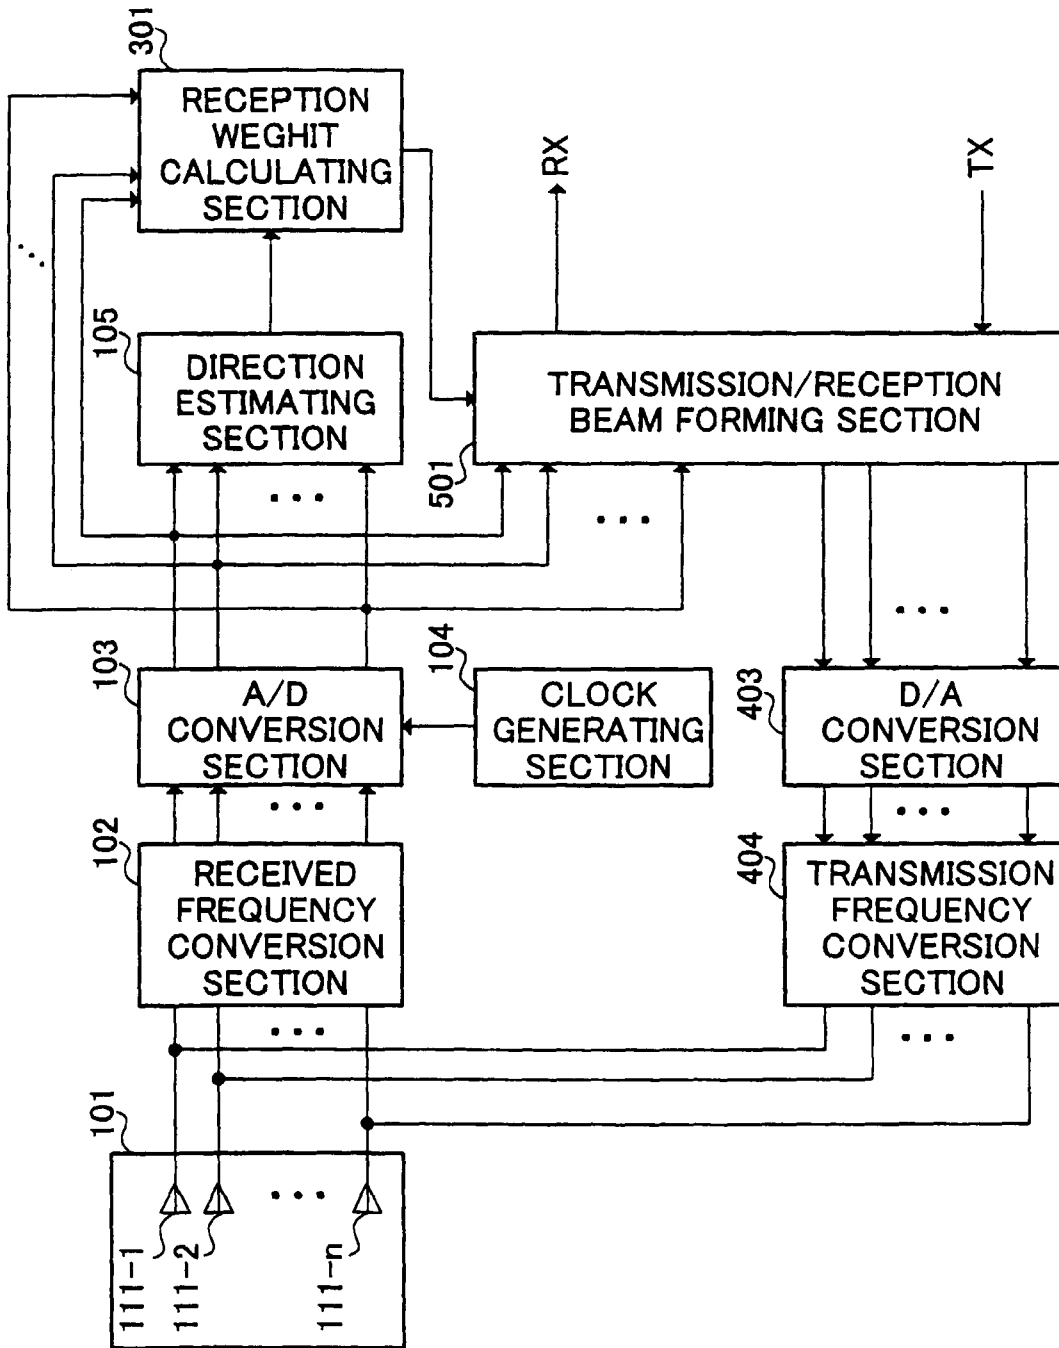 301
RECEPTION
WEGHIT
CALCULATING
SECTION
105
DIRECTION
ESTIMATING
SECTION
RX
TX
TRANSMISSION/RECEPTION
BEAM FORMING SECTION
501
103
A/D
CONVERSION
SECTION
104
CLOCK
GENERATING
SECTION
403
D/A
CONVERSION
SECTION
102
RECEIVED
FREQUENCY
CONVERSION
SECTION
404
TRANSMISSION
FREQUENCY
CONVERSION
SECTION
101
111-1
111-2
111-n